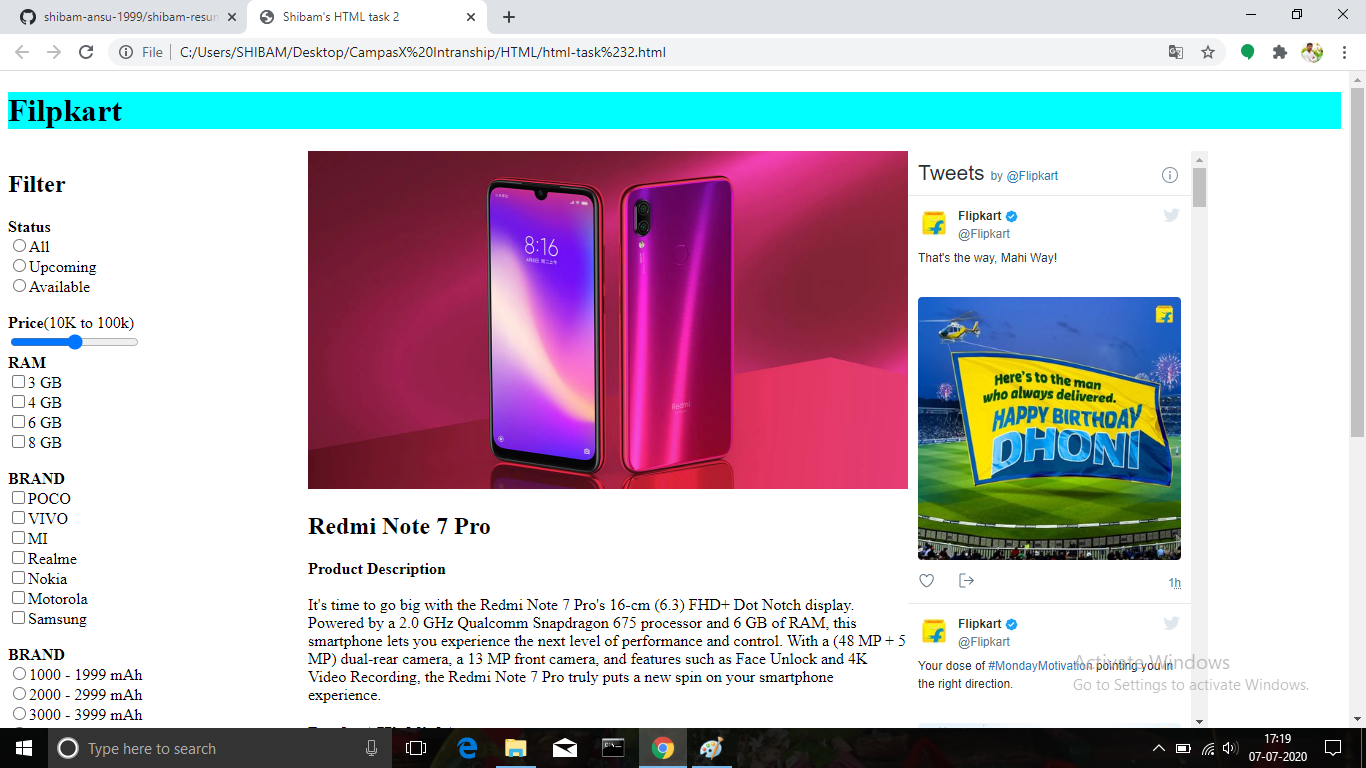 shibam-ansu-1999/shibam-resum
Shibam's HTML task 2
File
C:/Users/SHIBAM/Desktop/CampasX%20Intranship/HTML/html-task%232.html
Filpkart
Filter
Status
All
Upcoming
Available
Price(10K to 100k)
RAM
3 GB
4 GB
6 GB
8 GB
BRAND
POCO
VIVO
MI
Realme
Nokia
Motorola
Samsung
BRAND
1000 - 1999 mAh
2000 - 2999 mAh
3000 - 3999 mAh
8:16
Redmi
Redmi Note 7 Pro
Product Description
It's time to go big with the Redmi Note 7 Pro's 16-cm (6.3) FHD+ Dot Notch display.
Powered by a 2.0 GHz Qualcomm Snapdragon 675 processor and 6 GB of RAM, this
smartphone lets you experience the next level of performance and control. With a (48 MP + 5
MP) dual-rear camera, a 13 MP front camera, and features such as Face Unlock and 4K
Video Recording, the Redmi Note 7 Pro truly puts a new spin on your smartphone
experience.
Tweets by @Flipkart
Flipkart
@Flipkart
That's the way, Mahi Way!
Here's to the man
who always delivered.
HAPPY BIRTHDAY
DHONI
1h
Flipkart
@Flipkart
Your dose of #MondayMotivation pointing you in
the right direction.
Activate Windows
Go to Settings to activate Windows.
Type here to search
17:19
07-07-2020